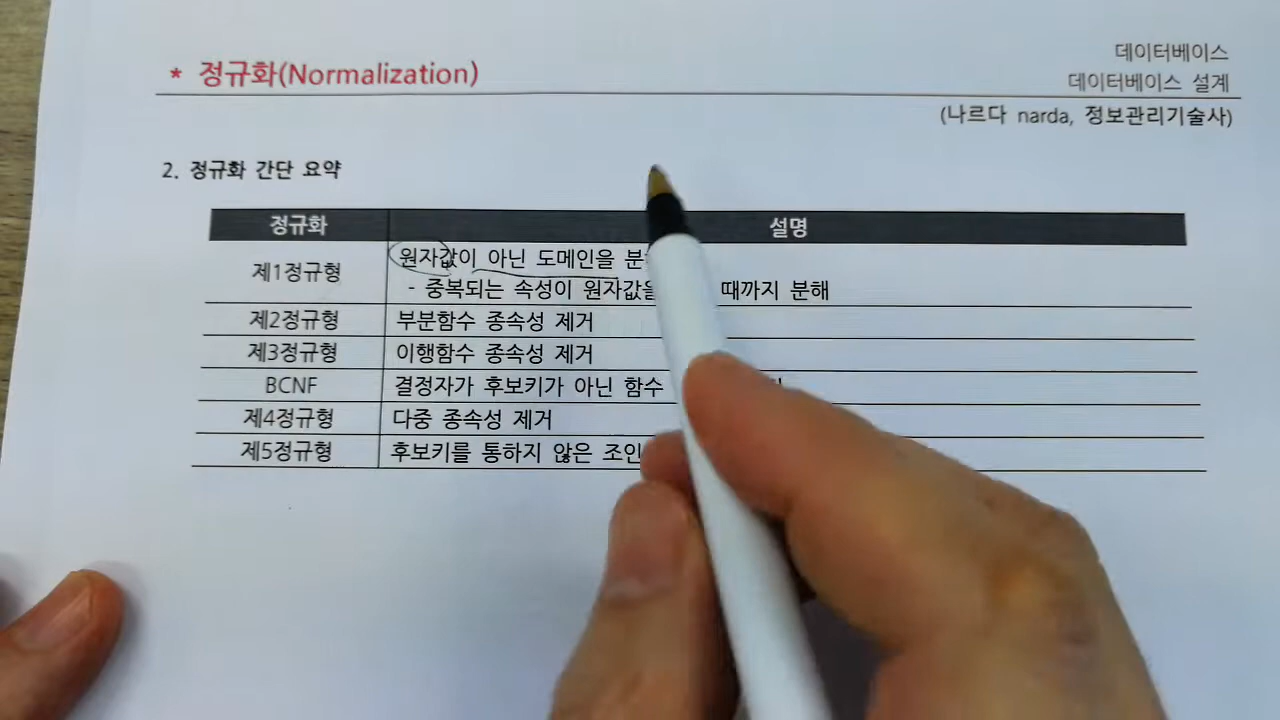 * 정규화(Normalization)
데이터베이스
데이터베이스 설계
(나르다 narda, 정보관리기술사)
2. 정규화 간단 요약
정규화 설명
제1정규형 원자값이 아닌 도메인을
- 중복되는 속성이 원자값을 때까지 분해
제2정규형 부분함수 종속성 제거
제3정규형 이행함수 종속성 제거
BCNF 결정자가 후보키가 아닌 함수
제4정규형 다중 종속성 제거
제5정규형 후보키를 통하지 않은 조인